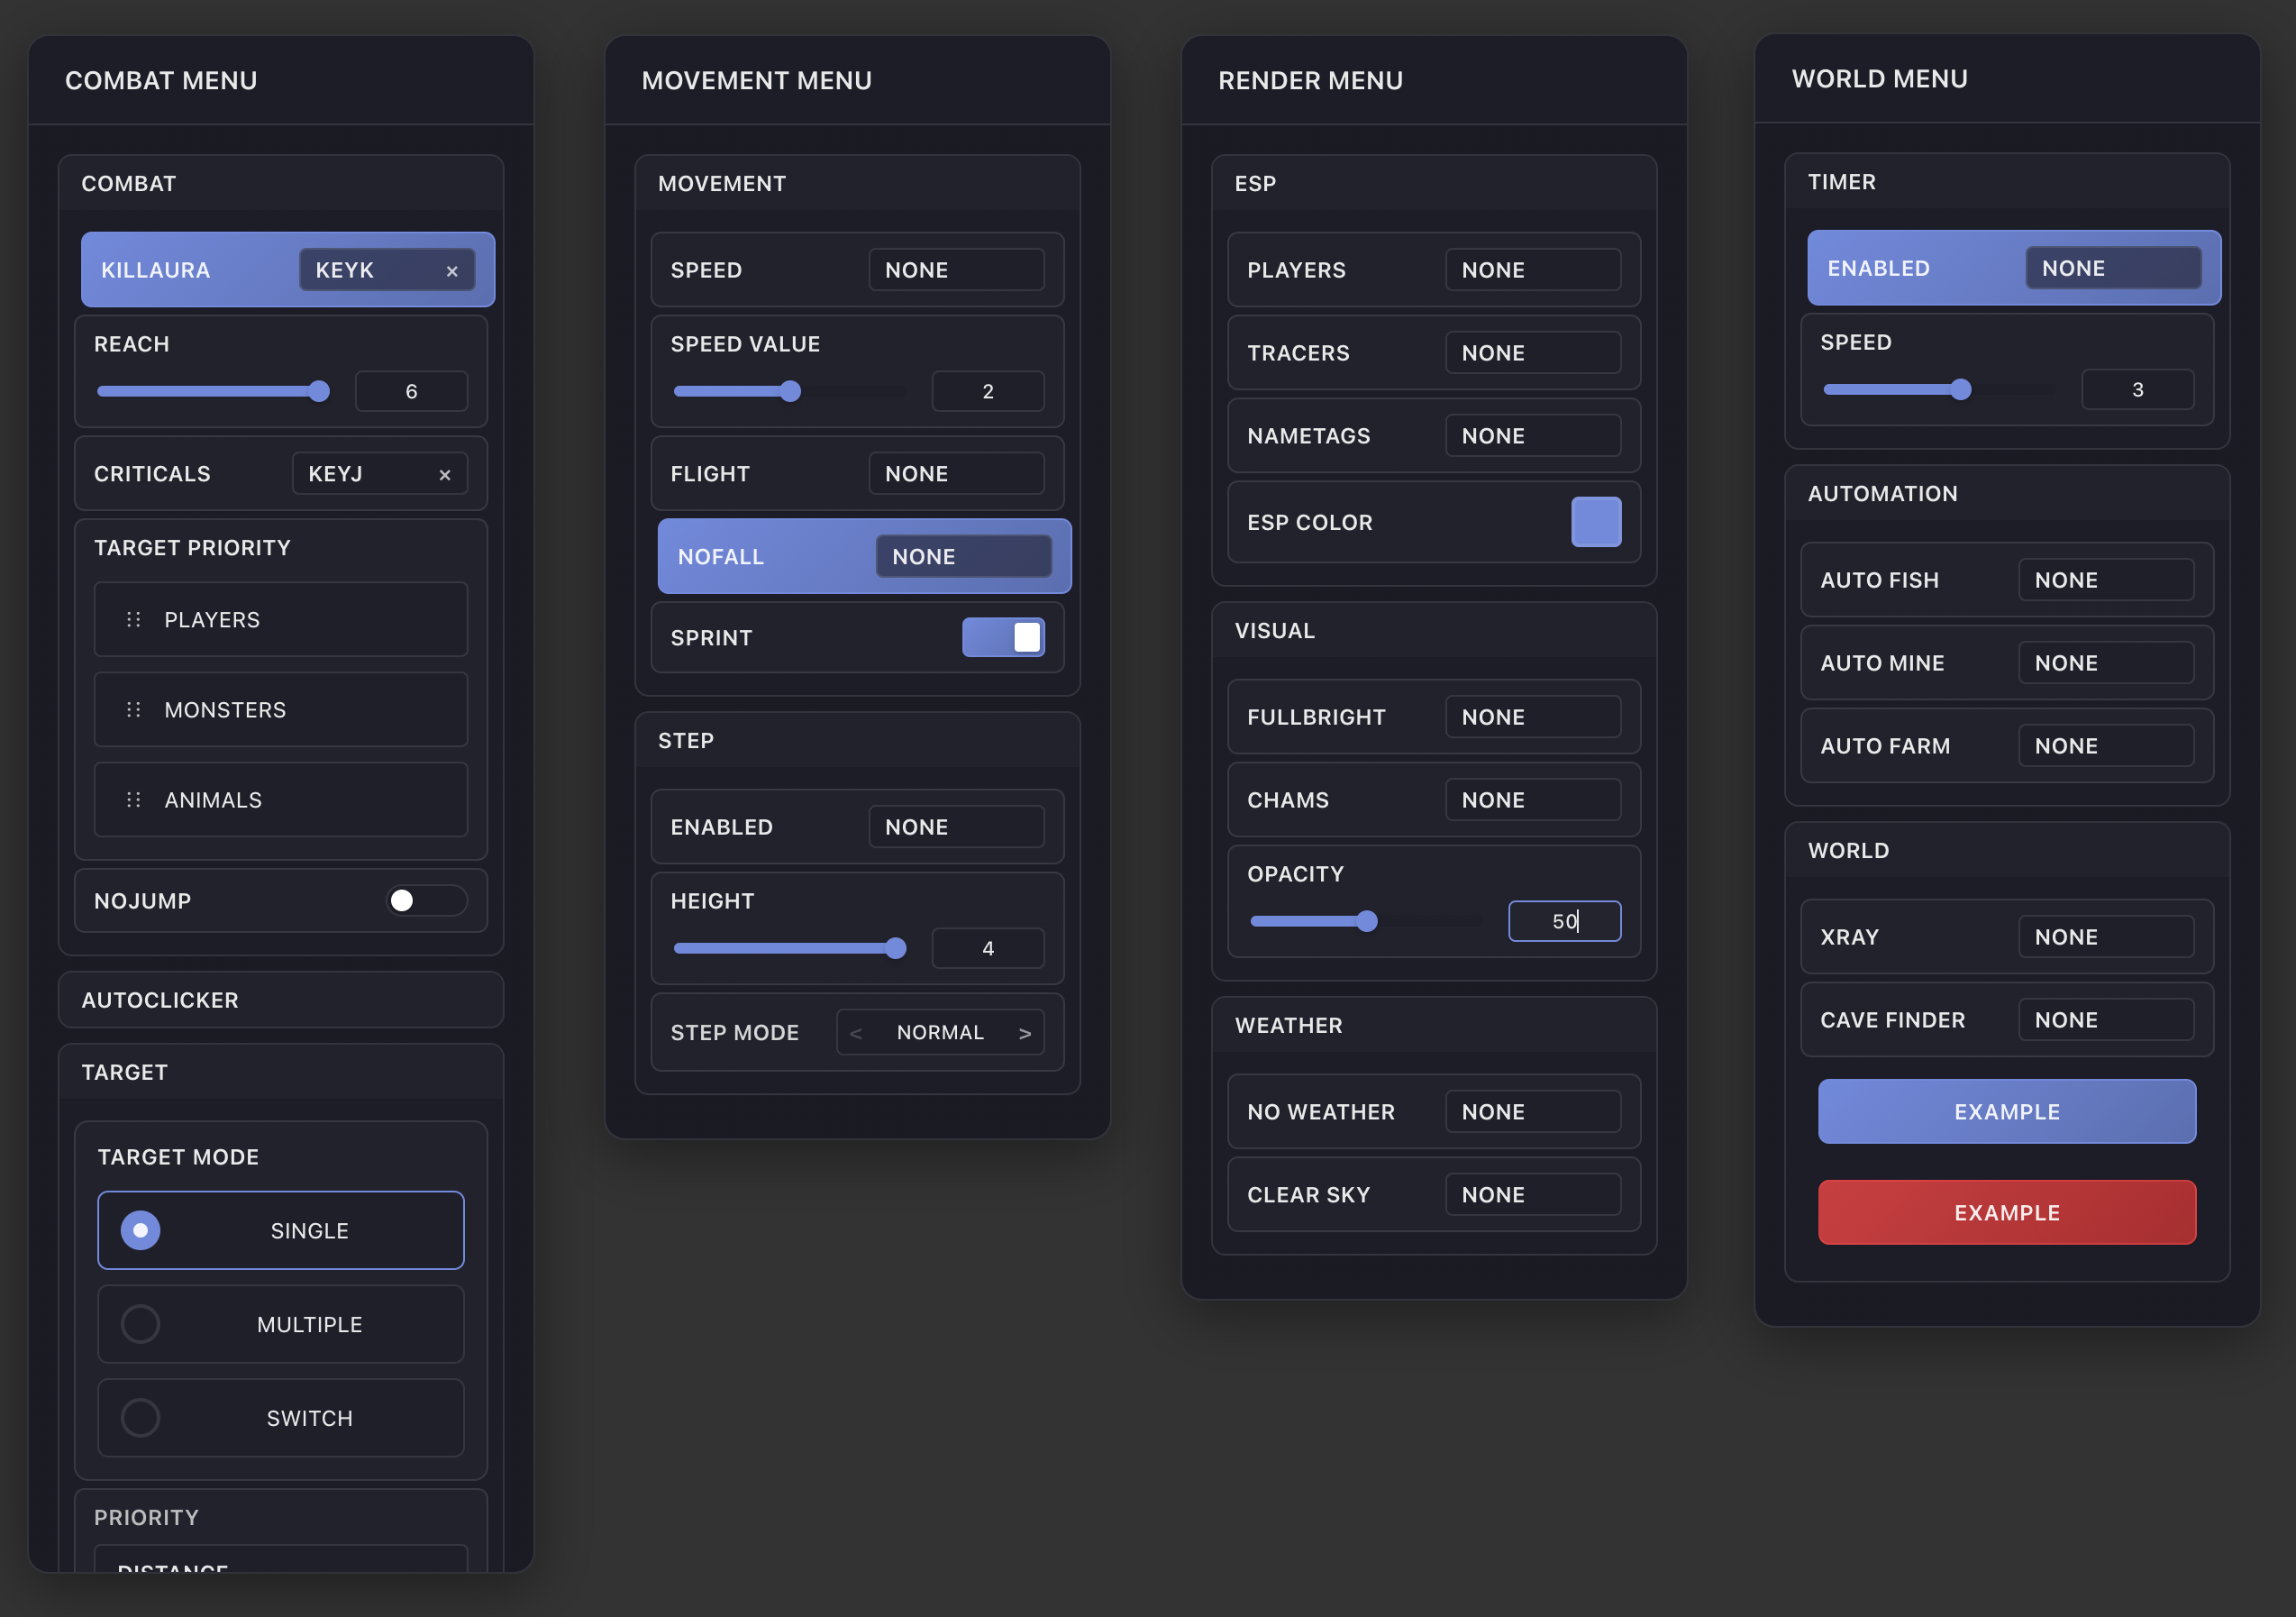 COMBAT MENU
COMBAT
KILLAURA KEYK ×
REACH
6
CRITICALS KEYJ ×
TARGET PRIORITY
PLAYERS
MONSTERS
ANIMALS
NOJUMP
AUTOCLICKER
TARGET
TARGET MODE
SINGLE
MULTIPLE
SWITCH
PRIORITY
DISTANCE
MOVEMENT MENU
MOVEMENT
SPEED NONE
SPEED VALUE
2
FLIGHT NONE
NOFALL NONE
SPRINT
STEP
ENABLED NONE
HEIGHT
4
STEP MODE < NORMAL >
RENDER MENU
ESP
PLAYERS NONE
TRACERS NONE
NAMETAGS NONE
ESP COLOR
VISUAL
FULLBRIGHT NONE
CHAMS NONE
OPACITY
50
WEATHER
NO WEATHER NONE
CLEAR SKY NONE
WORLD MENU
TIMER
ENABLED NONE
SPEED
3
AUTOMATION
AUTO FISH NONE
AUTO MINE NONE
AUTO FARM NONE
WORLD
XRAY NONE
CAVE FINDER NONE
EXAMPLE
EXAMPLE